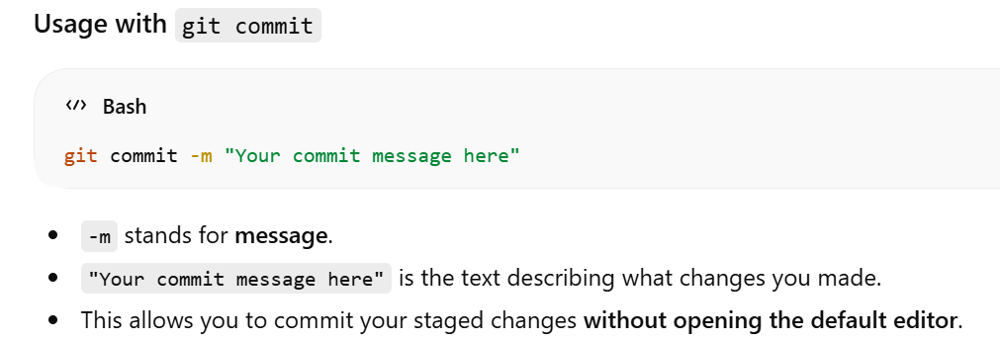 Usage with git commit
</> Bash
git commit -m "Your commit message here"
• -m stands for message.
• "Your commit message here" is the text describing what changes you made.
• This allows you to commit your staged changes without opening the default editor.